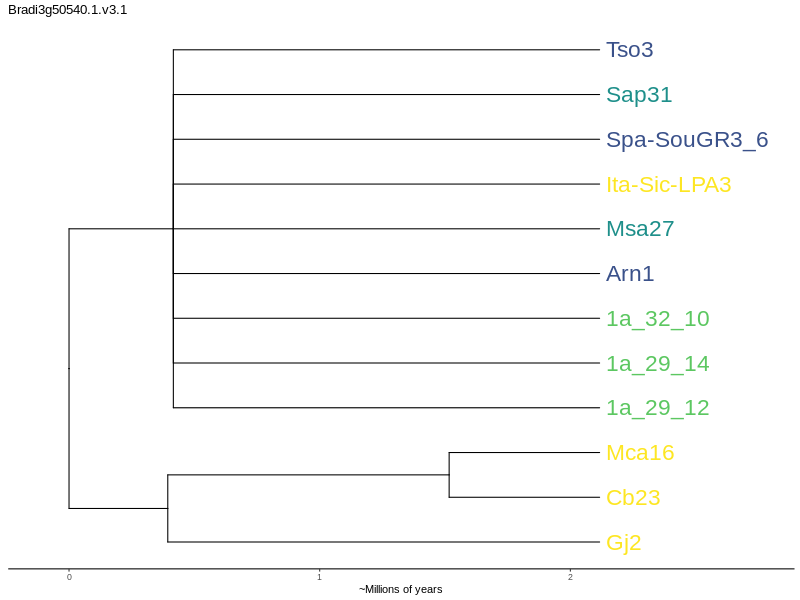 Bradi3g50540.1.v3.1
Tso3
Sap31
Spa-SouGR3_6
Ita-Sic-LPA3
Msa27
Arn1
1a_32_10
1a_29_14
1a_29_12
Mca16
Cb23
Gj2
0 1 2
~Millions of years